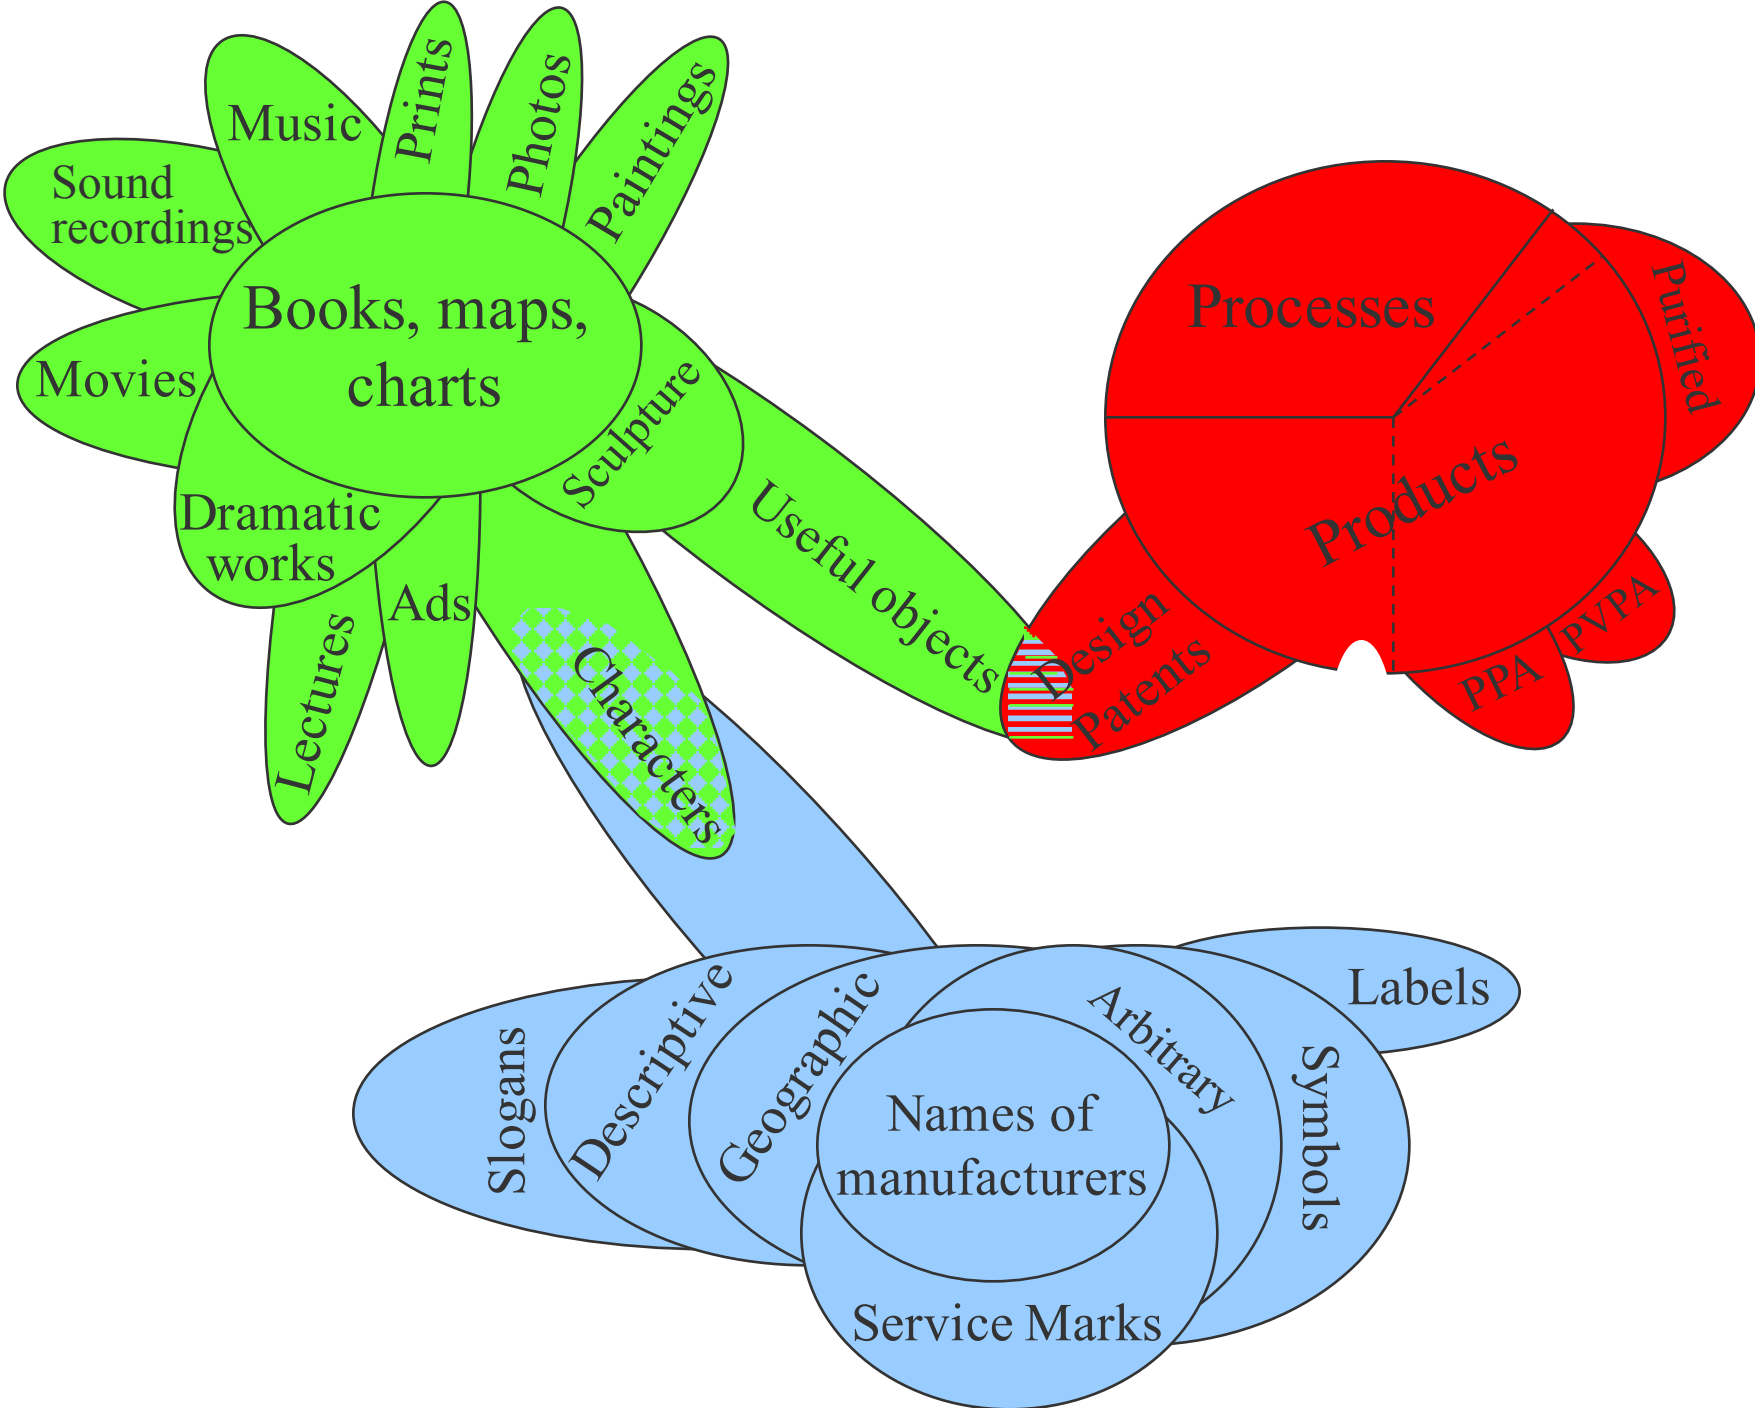 Prints
Photos
Paintings
Music
Sound
recordings
Books, maps,
charts
Movies
Sculpture
Dramatic
works
Useful objects
Ads
Lectures
Characters
Processes
Purified
Products
Design
Patents
PVPA
PPA
Labels
Slogans
Descriptive
Geographic
Arbitrary
Symbols
Names of
manufacturers
Service Marks